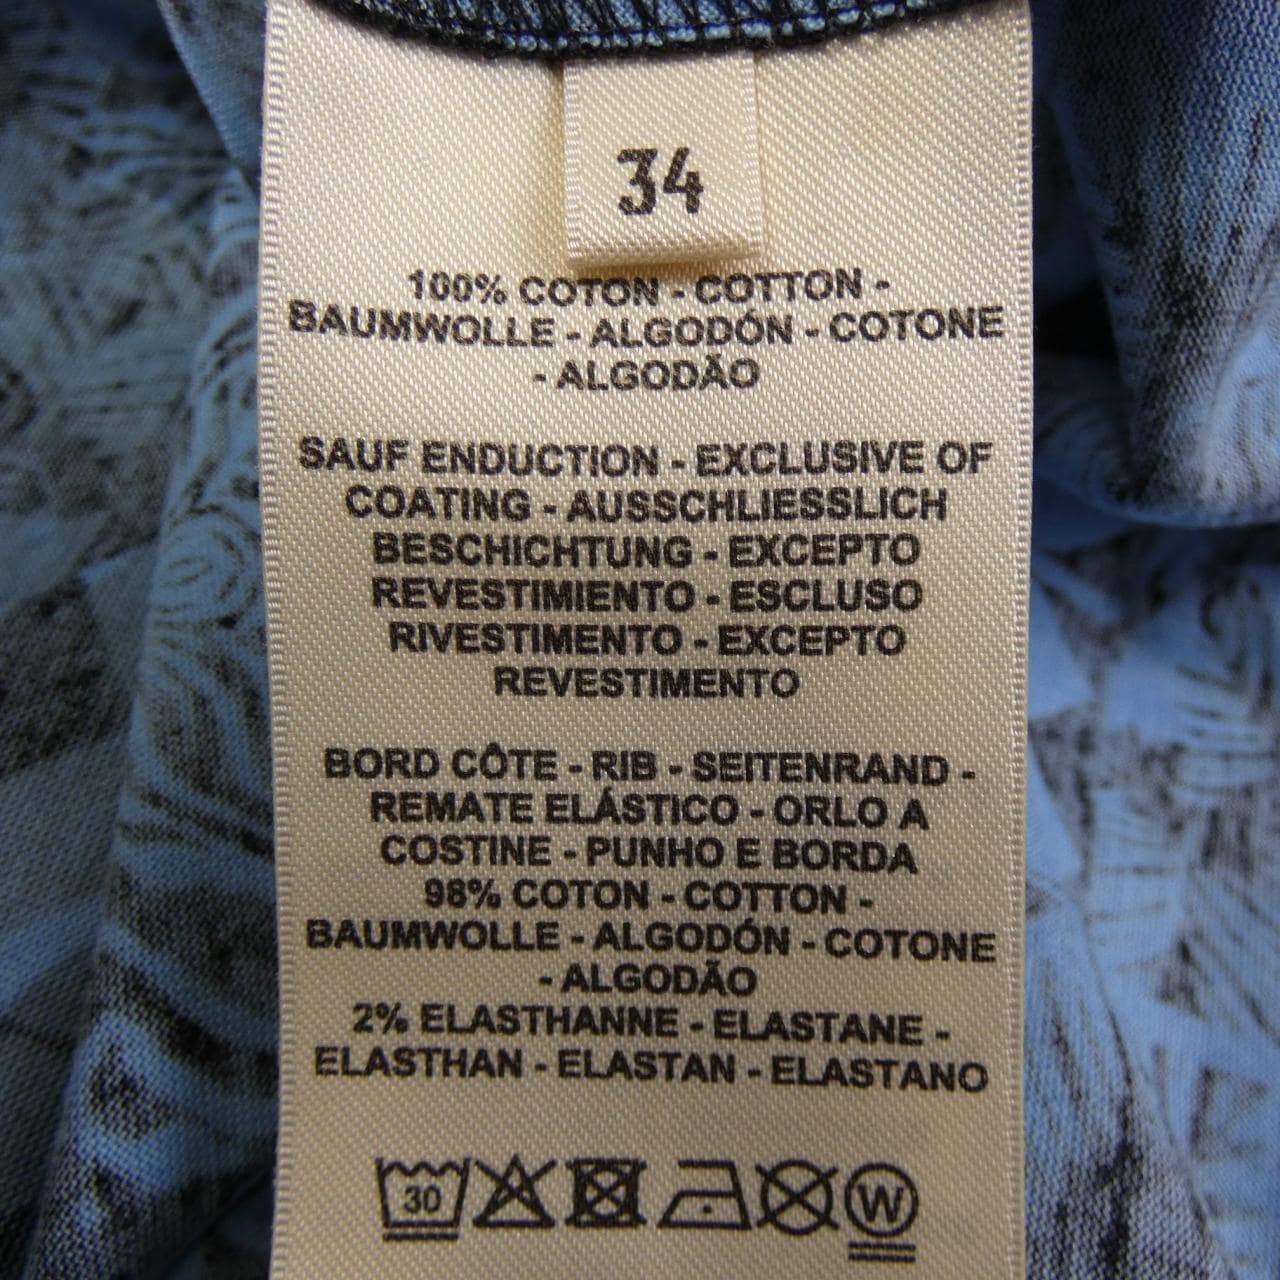 34
100% COTON - COTTON -
BAUMWOLLE - ALGODÓN - COTONE
- ALGODÃO
SAUF ENDUCTION - EXCLUSIVE OF
COATING - AUSSCHLIESSLICH
BESCHICHTUNG - EXCEPTO
REVESTIMIENTO - ESCLUSO
RIVESTIMENTO - EXCEPTO
REVESTIMENTO
BORD CÔTE - RIB - SEITENRAND -
REMATE ELÁSTICO - ORLO A
COSTINE - PUNHO E BORDA
98% COTON - COTTON -
BAUMWOLLE - ALGODÓN - COTONE
- ALGODÃO
2% ELASTHANNE - ELASTANE -
ELASTHAN - ELASTAN - ELASTANO
30 W